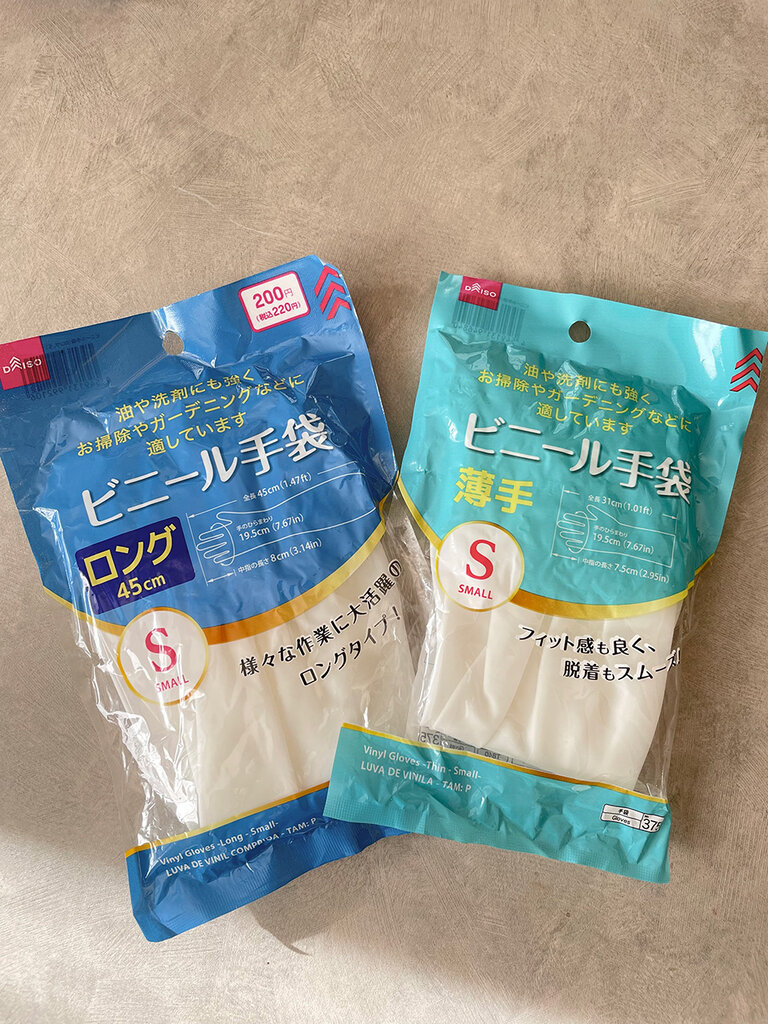 DAISO
200円
(税込220円)
油や洗剤にも強く
お掃除やガーデニングなどに
適しています
ビニール手袋
ロング
45cm
全長 45cm (1.47ft)
手のひらまわり
19.5cm (7.67in)
中指の長さ 8cm (3.14in)
S
SMALL
様々な作業に大活躍の
ロングタイプ!
Vinyl Gloves -Long - Small-
LUVA DE VINIL COMPRIDA - TAM: P
DAISO
油や洗剤にも強く
お掃除やガーデニングなどに
適しています
ビニール手袋
薄手
全長 31cm (1.01ft)
手のひらまわり
19.5cm (7.67in)
中指の長さ 7.5cm (2.95in)
S
SMALL
フィット感も良く、
脱着もスムーズ!
Vinyl Gloves -Thin - Small-
LUVA DE VINILA - TAM: P
手袋
Gloves
375